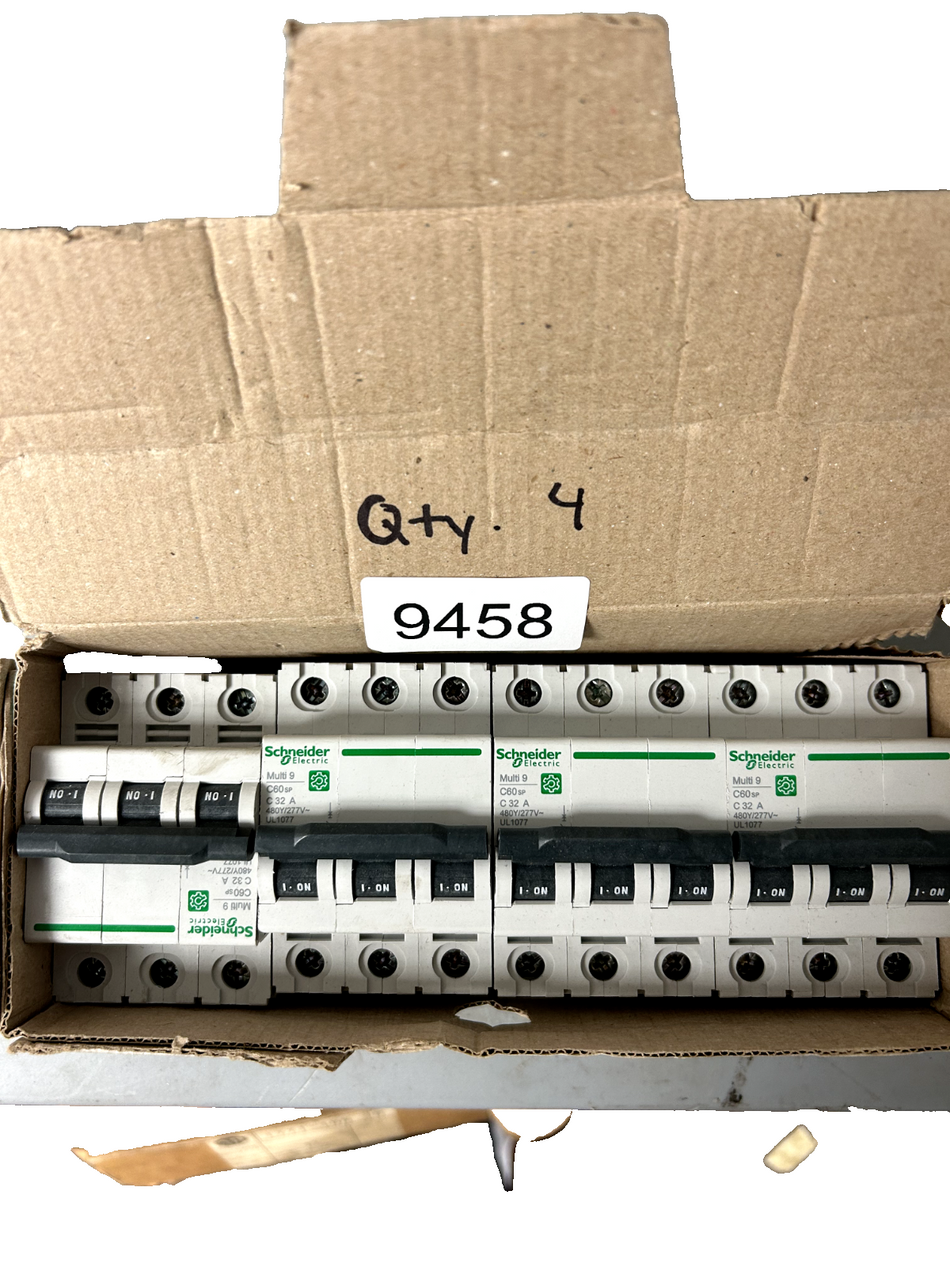 Qty. 4
9458
I·ON I·ON I·ON
UL1077
480Y/277V~
C 32 A
C60SP
Multi 9
Schneider
Electric
Schneider
Electric
Multi 9
C60SP
C 32 A
480Y/277V~
UL1077
I·ON I·ON I·ON
Schneider
Electric
Multi 9
C60SP
C 32 A
480Y/277V~
UL1077
I·ON I·ON I·ON
Schneider
Electric
Multi 9
C60SP
C 32 A
480Y/277V~
UL1077
I·ON I·ON I·ON